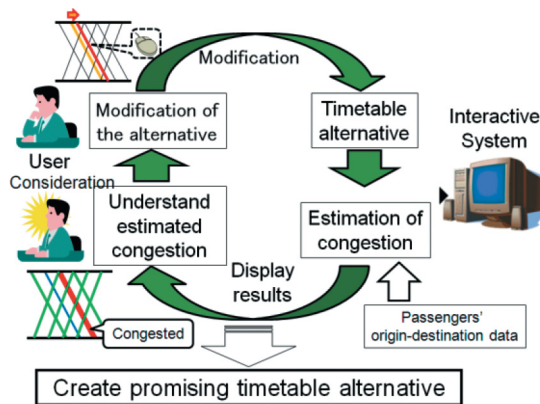 Modification
Modification of
the alternative
Timetable
alternative
Interactive
System
User
Consideration
Understand
estimated
congestion
Estimation of
congestion
Display
results
Congested
Passengers'
origin-destination data
Create promising timetable alternative